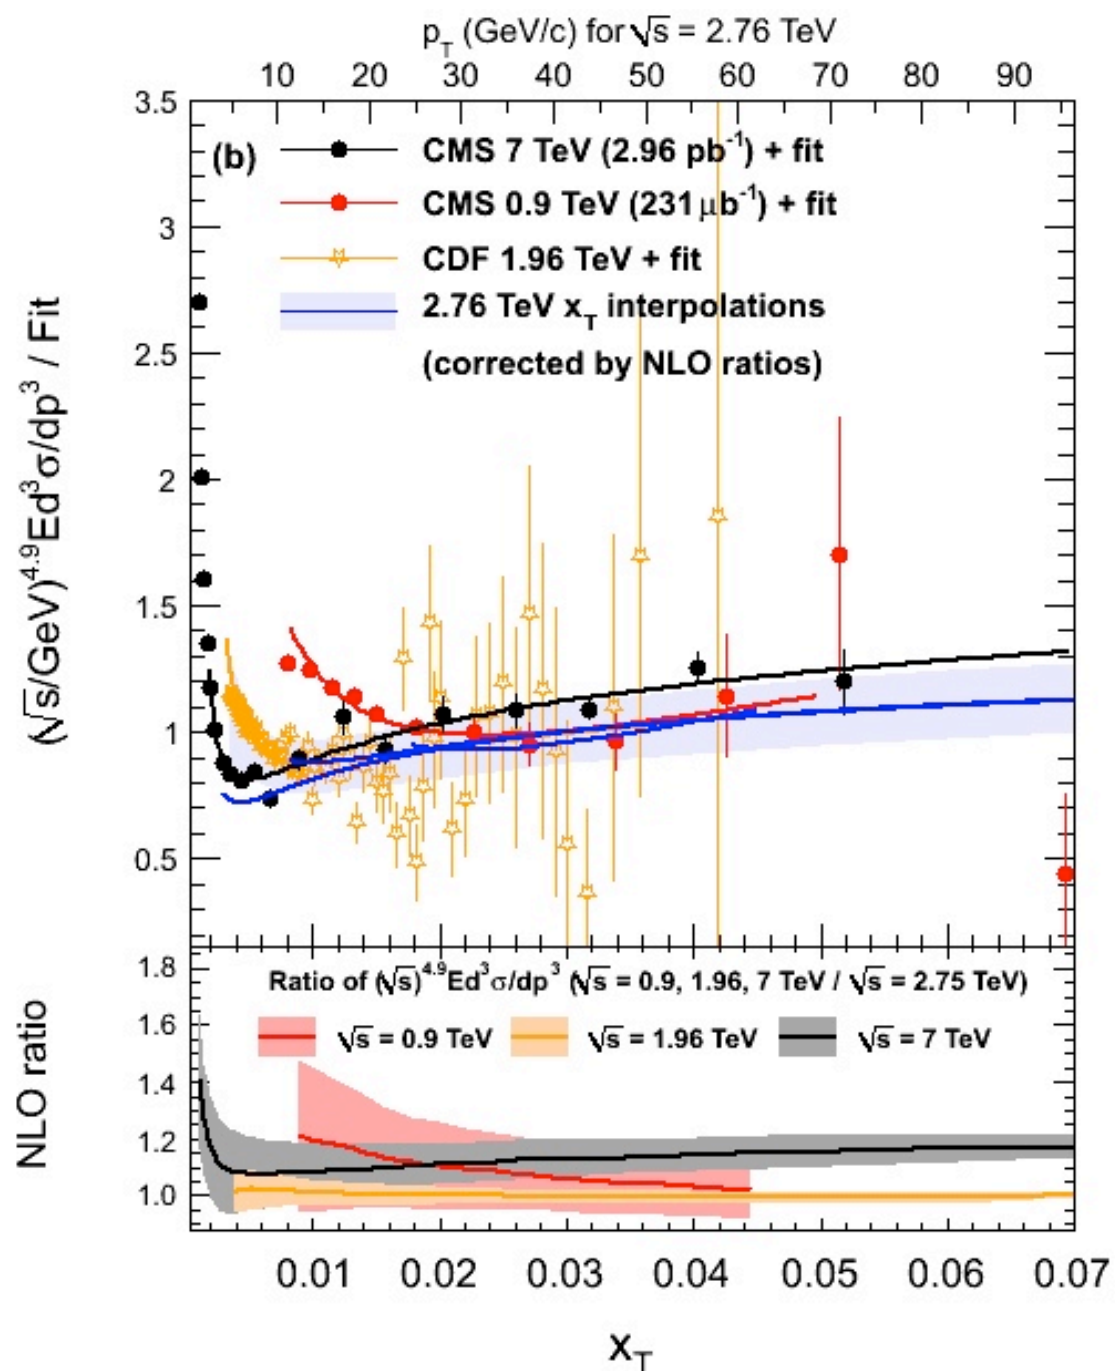 p_T (GeV/c) for √s = 2.76 TeV
10 20 30 40 50 60 70 80 90
(b)
CMS 7 TeV (2.96 pb⁻¹) + fit
CMS 0.9 TeV (231 μb⁻¹) + fit
CDF 1.96 TeV + fit
2.76 TeV x_T interpolations
(corrected by NLO ratios)
(√s/GeV)^4.9 Ed³σ/dp³ / Fit
3.5
3
2.5
2
1.5
1
0.5
Ratio of (√s)^4.9 Ed³σ/dp³ (√s = 0.9, 1.96, 7 TeV / √s = 2.75 TeV)
√s = 0.9 TeV √s = 1.96 TeV √s = 7 TeV
NLO ratio
1.8
1.6
1.4
1.2
1.0
0.01 0.02 0.03 0.04 0.05 0.06 0.07
x_T